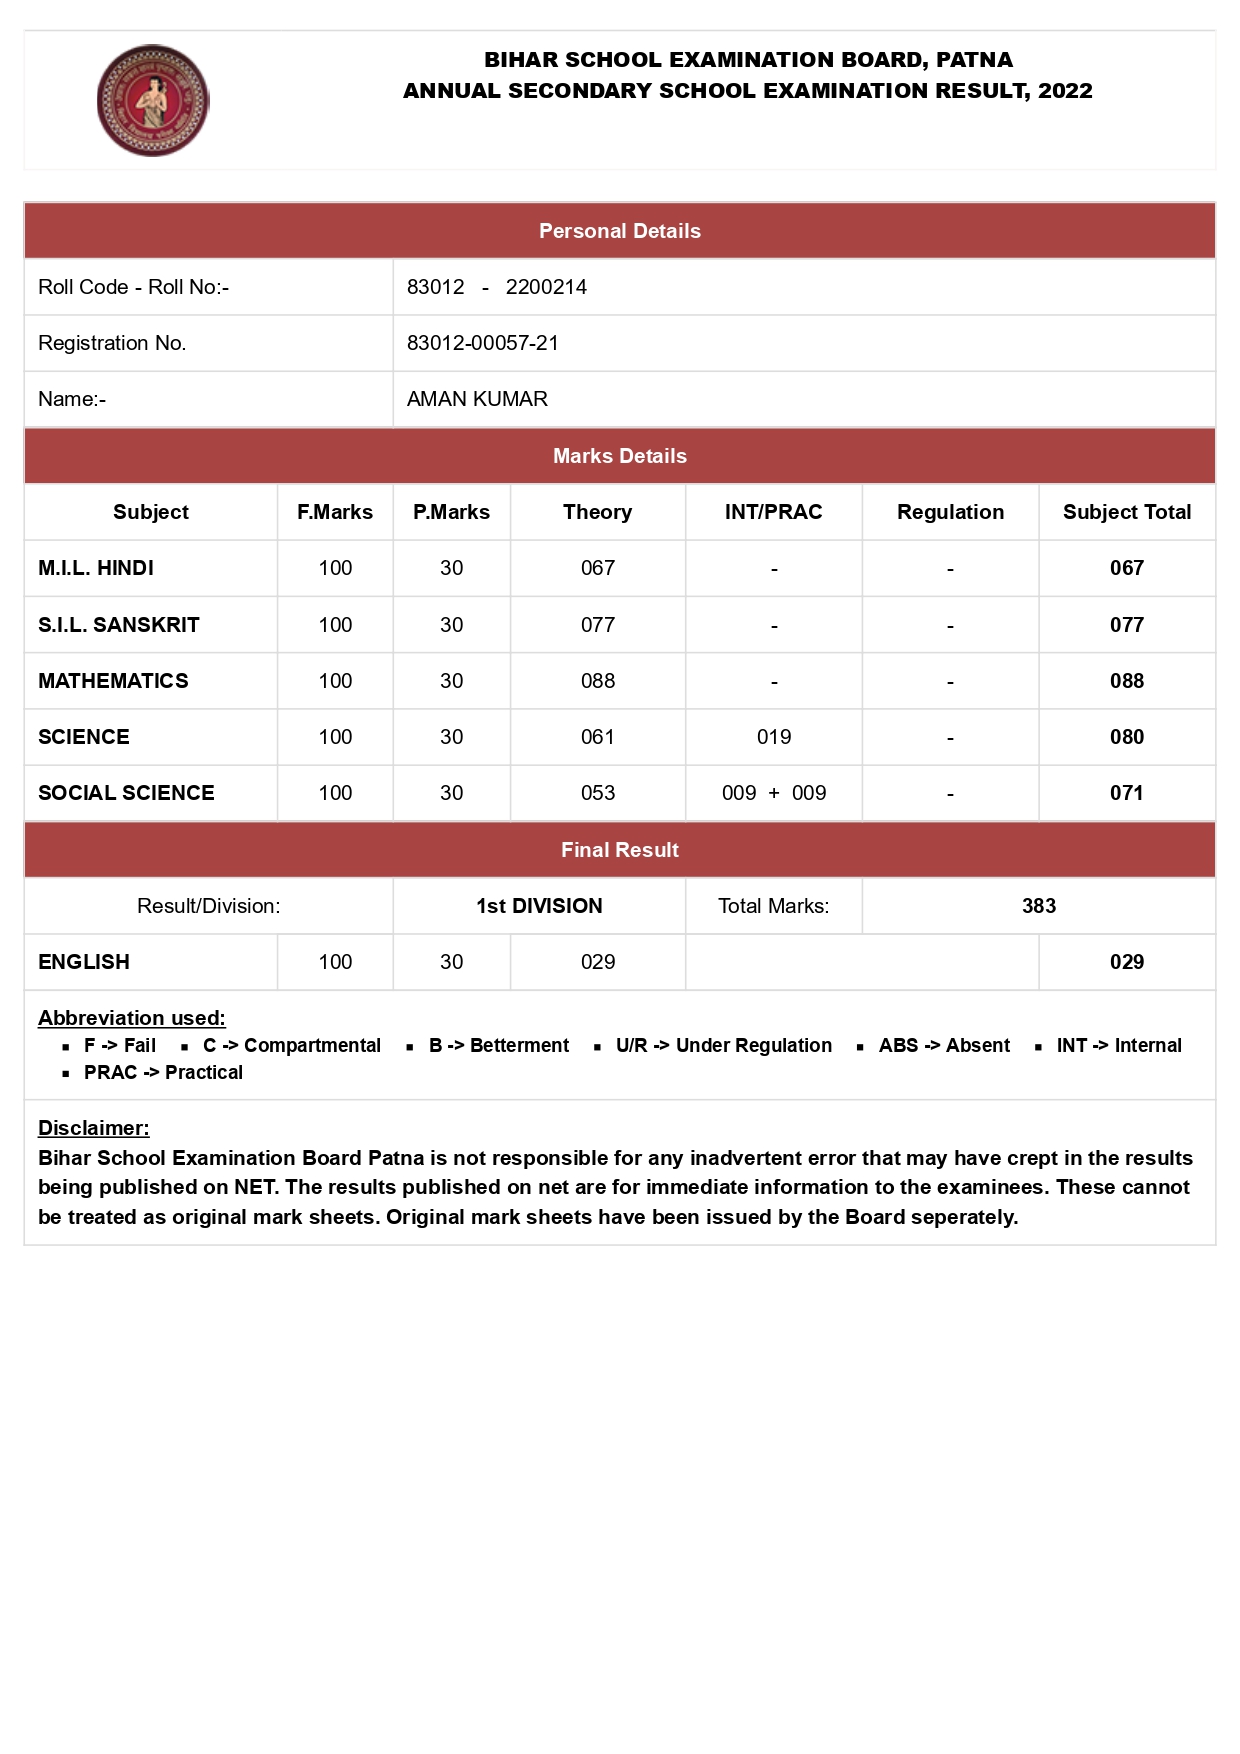 BIHAR SCHOOL EXAMINATION BOARD, PATNA
ANNUAL SECONDARY SCHOOL EXAMINATION RESULT, 2022
Personal Details
Roll Code - Roll No:- 83012 - 2200214
Registration No. 83012-00057-21
Name:- AMAN KUMAR
Marks Details
Subject F.Marks P.Marks Theory INT/PRAC Regulation Subject Total
M.I.L. HINDI 100 30 067 - - 067
S.I.L. SANSKRIT 100 30 077 - - 077
MATHEMATICS 100 30 088 - - 088
SCIENCE 100 30 061 019 - 080
SOCIAL SCIENCE 100 30 053 009 + 009 - 071
Final Result
Result/Division: 1st DIVISION Total Marks: 383
ENGLISH 100 30 029 029
Abbreviation used:
▪ F -> Fail ▪ C -> Compartmental ▪ B -> Betterment ▪ U/R -> Under Regulation ▪ ABS -> Absent ▪ INT -> Internal
▪ PRAC -> Practical
Disclaimer:
Bihar School Examination Board Patna is not responsible for any inadvertent error that may have crept in the results
being published on NET. The results published on net are for immediate information to the examinees. These cannot
be treated as original mark sheets. Original mark sheets have been issued by the Board seperately.